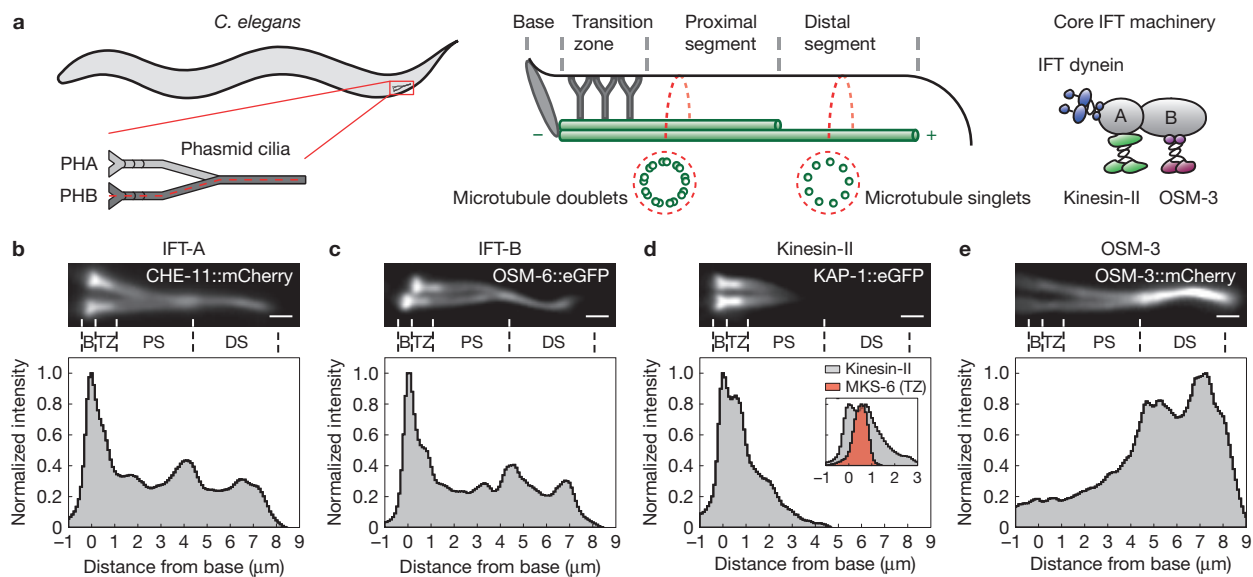 a
C. elegans
PHA
PHB
Phasmid cilia
Base
Transition
zone
Proximal
segment
Distal
segment
−
+
Microtubule doublets
Microtubule singlets
Core IFT machinery
IFT dynein
A
B
Kinesin-II
OSM-3
b
IFT-A
CHE-11::mCherry
B
TZ
PS
DS
Normalized intensity
1.0
0.8
0.6
0.4
0.2
0
−1 0 1 2 3 4 5 6 7 8 9
Distance from base (μm)
c
IFT-B
OSM-6::eGFP
B
TZ
PS
DS
Normalized intensity
1.0
0.8
0.6
0.4
0.2
0
−1 0 1 2 3 4 5 6 7 8 9
Distance from base (μm)
d
Kinesin-II
KAP-1::eGFP
B
TZ
PS
DS
Kinesin-II
MKS-6 (TZ)
−1 0 1 2 3
Normalized intensity
1.0
0.8
0.6
0.4
0.2
0
−1 0 1 2 3 4 5 6 7 8 9
Distance from base (μm)
e
OSM-3
OSM-3::mCherry
B
TZ
PS
DS
Normalized intensity
1.0
0.8
0.6
0.4
0.2
0
−1 0 1 2 3 4 5 6 7 8 9
Distance from base (μm)